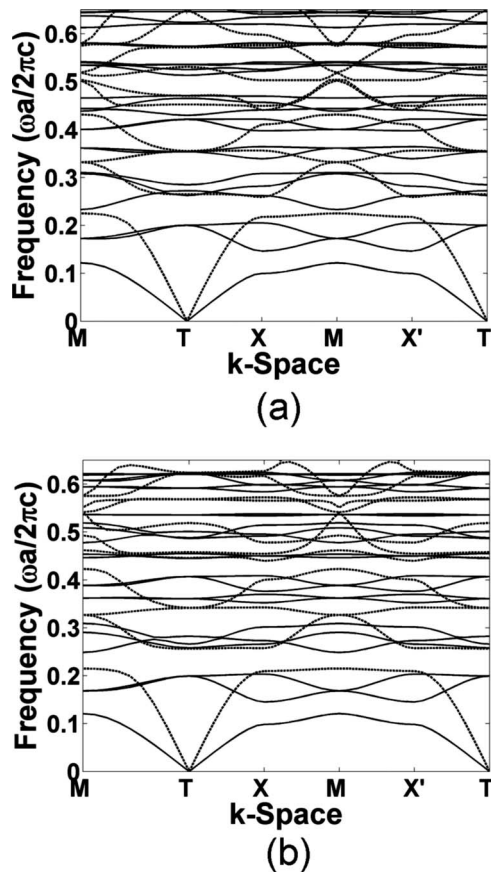 0.6
0.5
0.4
0.3
0.2
0.1
0
Frequency (ωa/2πc)
M T X M X' T
k-Space
(a)
0.6
0.5
0.4
0.3
0.2
0.1
0
Frequency (ωa/2πc)
M T X M X' T
k-Space
(b)